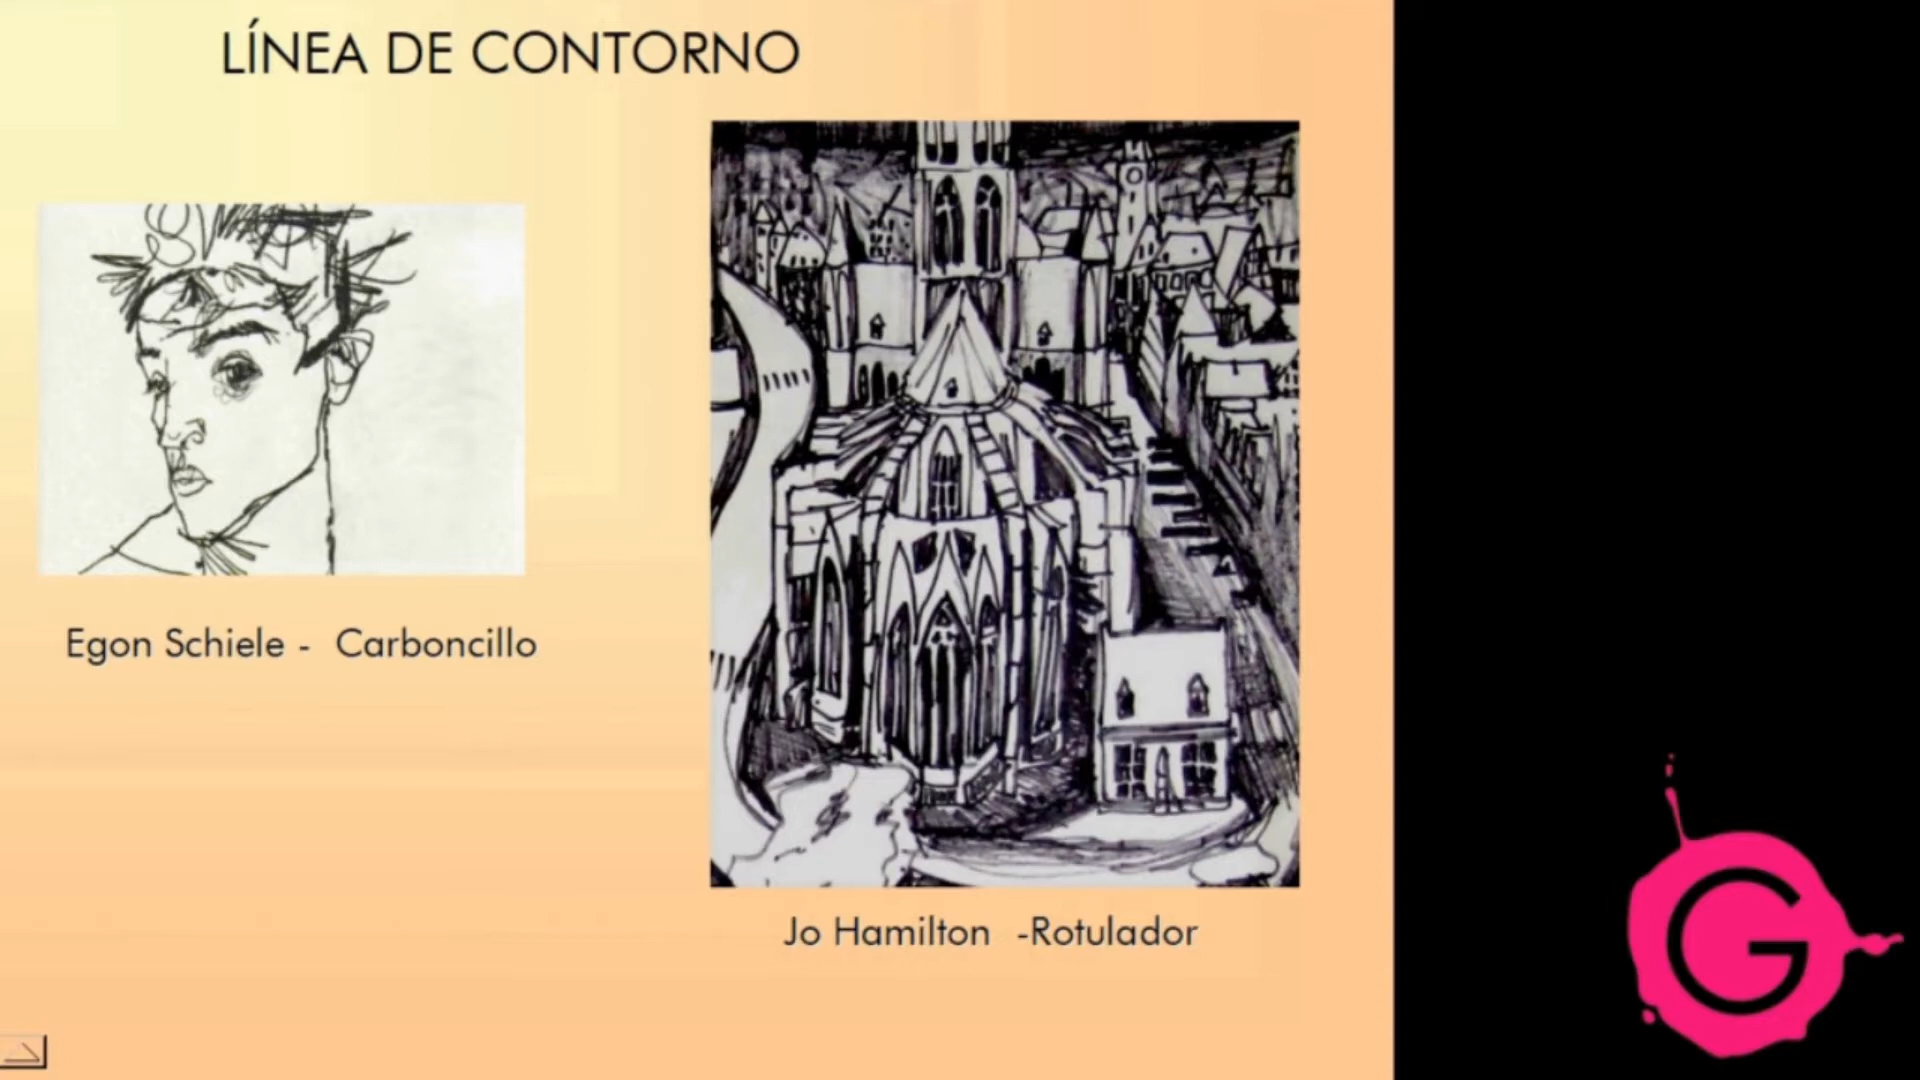 LÍNEA DE CONTORNO
Egon Schiele - Carboncillo
Jo Hamilton -Rotulador
G